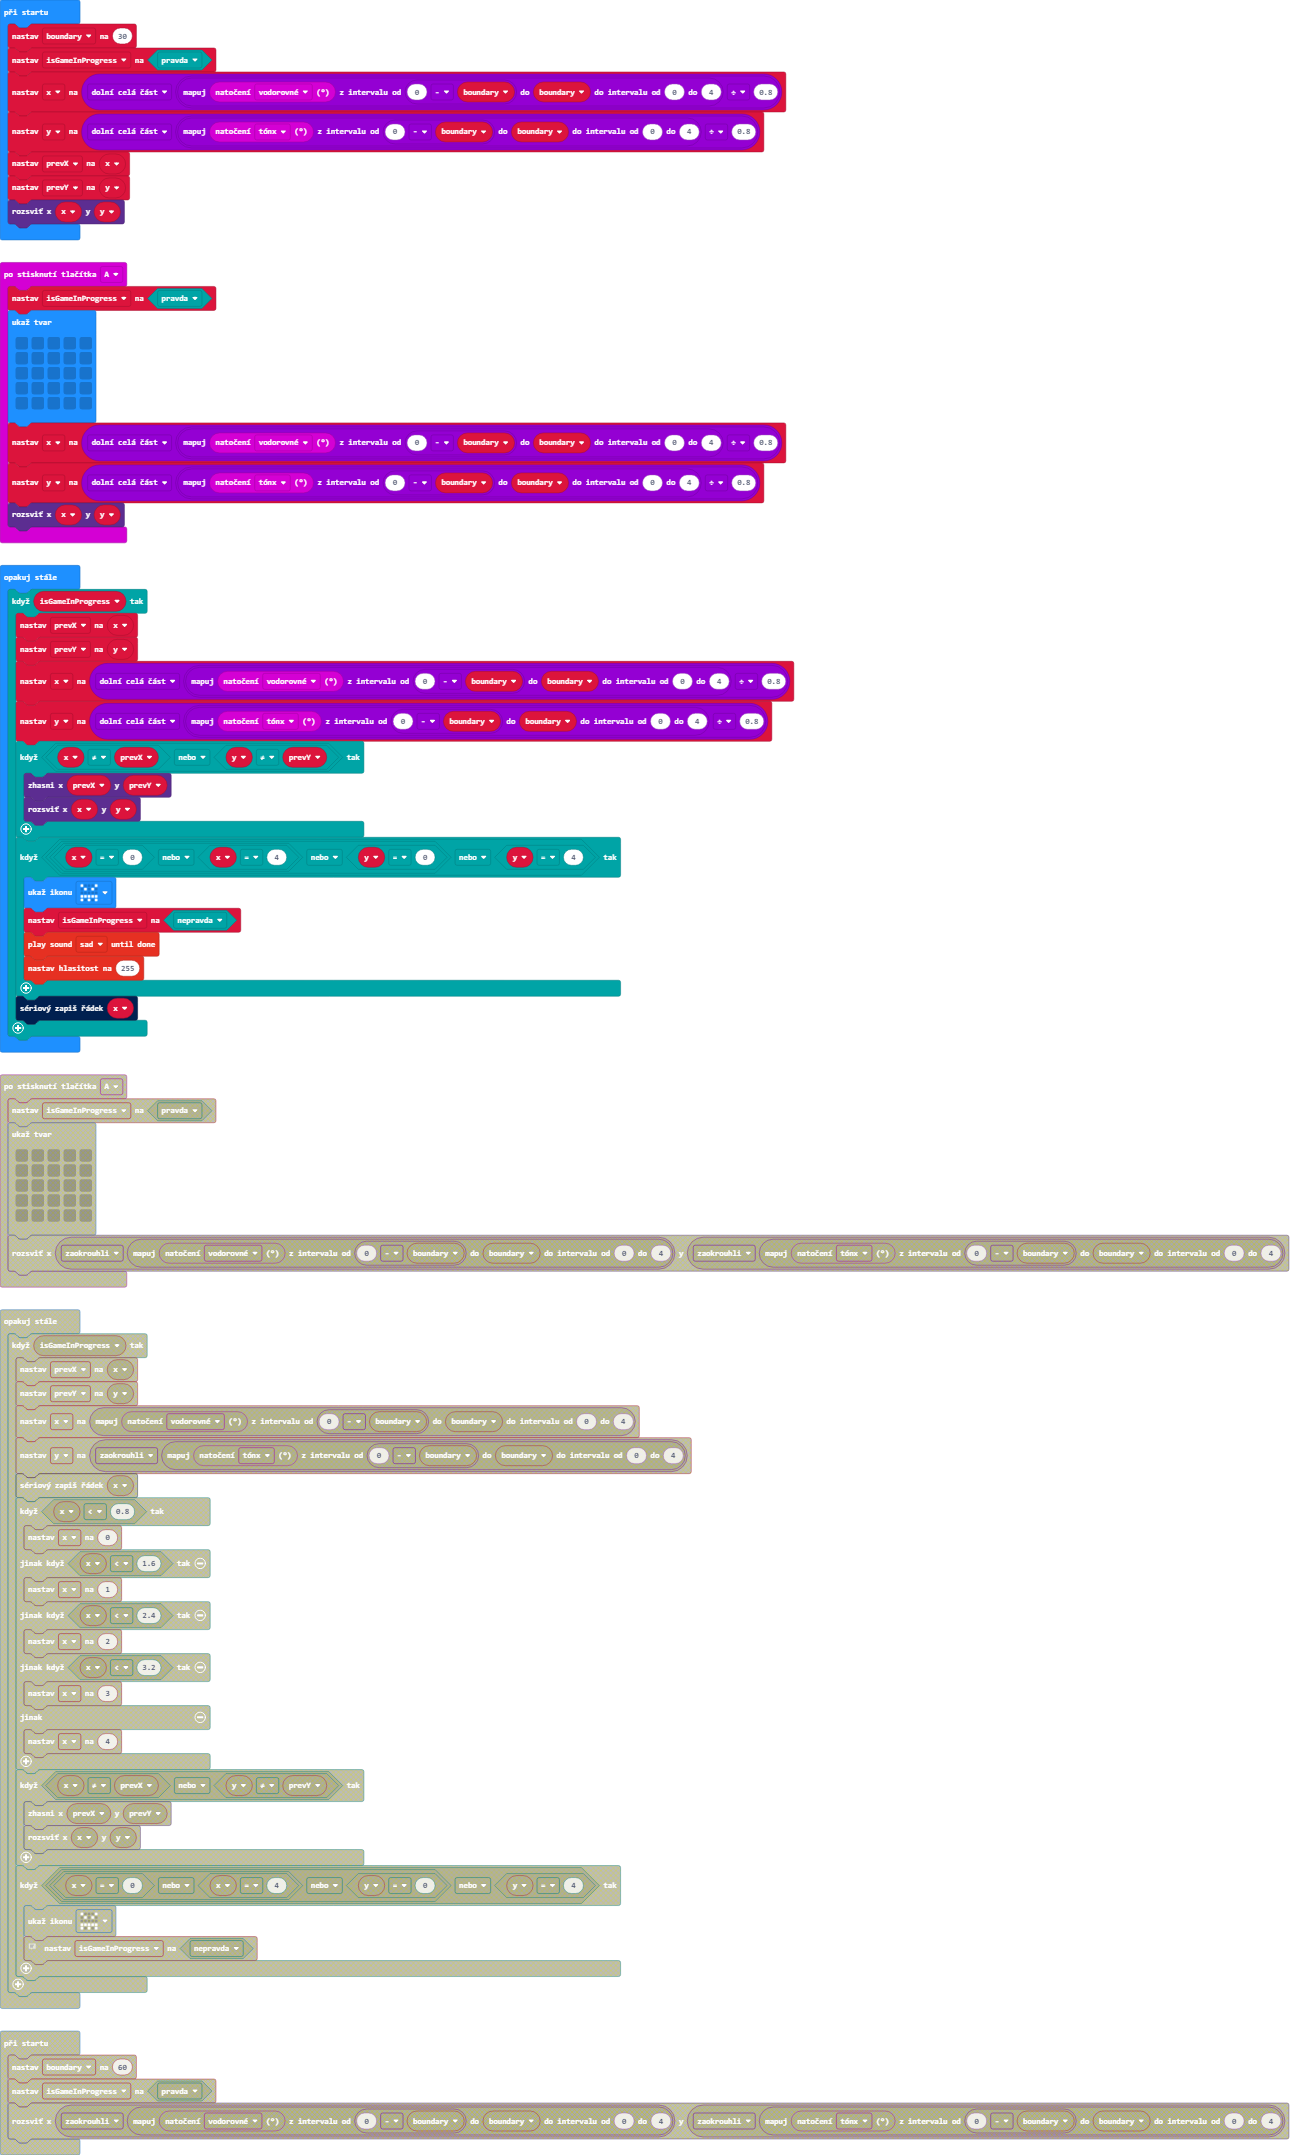 při startu
nastav boundary na 30
nastav isGameInProgress na pravda
nastav x na dolní celá část mapuj natočení vodorovné (°) z intervalu od 0 - boundary do boundary do intervalu od 0 do 4 ÷ 0.8
nastav y na dolní celá část mapuj natočení tónx (°) z intervalu od 0 - boundary do boundary do intervalu od 0 do 4 ÷ 0.8
nastav prevX na x
nastav prevY na y
rozsviť x x y y
po stisknutí tlačítka A
nastav isGameInProgress na pravda
ukaž tvar
nastav x na dolní celá část mapuj natočení vodorovné (°) z intervalu od 0 - boundary do boundary do intervalu od 0 do 4 ÷ 0.8
nastav y na dolní celá část mapuj natočení tónx (°) z intervalu od 0 - boundary do boundary do intervalu od 0 do 4 ÷ 0.8
rozsviť x x y y
opakuj stále
když isGameInProgress tak
nastav prevX na x
nastav prevY na y
nastav x na dolní celá část mapuj natočení vodorovné (°) z intervalu od 0 - boundary do boundary do intervalu od 0 do 4 ÷ 0.8
nastav y na dolní celá část mapuj natočení tónx (°) z intervalu od 0 - boundary do boundary do intervalu od 0 do 4 ÷ 0.8
když x ≠ prevX nebo y ≠ prevY tak
zhasni x prevX y prevY
rozsviť x x y y
když x = 0 nebo x = 4 nebo y = 0 nebo y = 4 tak
ukaž ikonu
nastav isGameInProgress na nepravda
play sound sad until done
nastav hlasitost na 255
sériový zapiš řádek x
po stisknutí tlačítka A
nastav isGameInProgress na pravda
ukaž tvar
rozsviť x zaokrouhli mapuj natočení vodorovné (°) z intervalu od 0 - boundary do boundary do intervalu od 0 do 4 y zaokrouhli mapuj natočení tónx (°) z intervalu od 0 - boundary do boundary do intervalu od 0 do 4
opakuj stále
když isGameInProgress tak
nastav prevX na x
nastav prevY na y
nastav x na mapuj natočení vodorovné (°) z intervalu od 0 - boundary do boundary do intervalu od 0 do 4
nastav y na zaokrouhli mapuj natočení tónx (°) z intervalu od 0 - boundary do boundary do intervalu od 0 do 4
sériový zapiš řádek x
když x < 0.8 tak
nastav x na 0
jinak když x < 1.6 tak
nastav x na 1
jinak když x < 2.4 tak
nastav x na 2
jinak když x < 3.2 tak
nastav x na 3
jinak
nastav x na 4
když x ≠ prevX nebo y ≠ prevY tak
zhasni x prevX y prevY
rozsviť x x y y
když x = 0 nebo x = 4 nebo y = 0 nebo y = 4 tak
ukaž ikonu
nastav isGameInProgress na nepravda
při startu
nastav boundary na 60
nastav isGameInProgress na pravda
rozsviť x zaokrouhli mapuj natočení vodorovné (°) z intervalu od 0 - boundary do boundary do intervalu od 0 do 4 y zaokrouhli mapuj natočení tónx (°) z intervalu od 0 - boundary do boundary do intervalu od 0 do 4